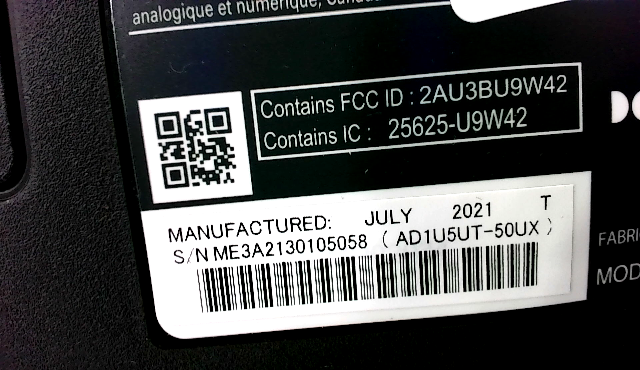 analogique et numérique, Canada
Contains FCC ID : 2AU3BU9W42
Contains IC : 25625-U9W42
MANUFACTURED: JULY 2021 T
S/N ME3A2130105058 ( AD1U5UT-50UX )
FABRI
MOD